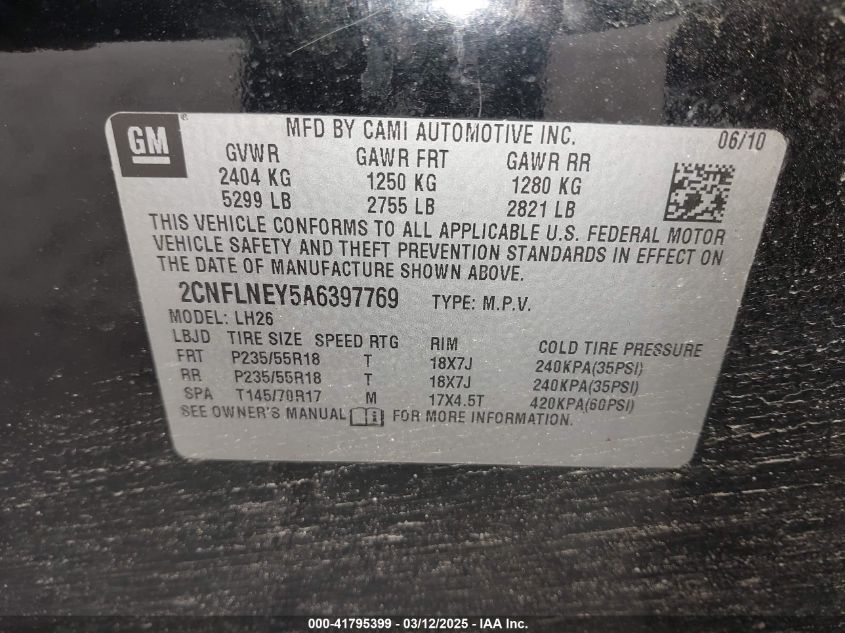 GM ®
MFD BY CAMI AUTOMOTIVE INC. 06/10
GVWR GAWR FRT GAWR RR
2404 KG 1250 KG 1280 KG
5299 LB 2755 LB 2821 LB
THIS VEHICLE CONFORMS TO ALL APPLICABLE U.S. FEDERAL MOTOR
VEHICLE SAFETY AND THEFT PREVENTION STANDARDS IN EFFECT ON
THE DATE OF MANUFACTURE SHOWN ABOVE.
2CNFLNEY5A6397769 TYPE: M.P.V.
MODEL: LH26
LBJD TIRE SIZE SPEED RTG RIM COLD TIRE PRESSURE
FRT P235/55R18 T 18X7J 240KPA(35PSI)
RR P235/55R18 T 18X7J 240KPA(35PSI)
SPA T145/70R17 M 17X4.5T 420KPA(60PSI)
SEE OWNER'S MANUAL i FOR MORE INFORMATION.
000-41795399 - 03/12/2025 - IAAI Inc.